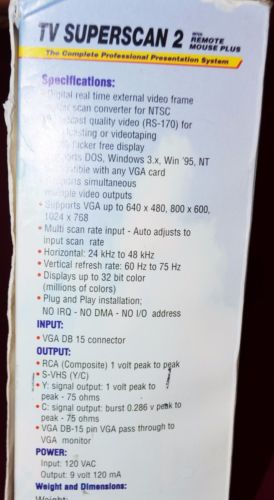 TV SUPERSCAN 2 WITH REMOTE MOUSE PLUS
The Complete Professional Presentation System
Specifications:
Digital real time external video frame
scan converter for NTSC
quality video (RS-170) for
or videotaping
flicker free display
DOS, Windows 3.x, Win '95, NT
with any VGA card
simultaneous
video outputs
• Supports VGA up to 640 x 480, 800 x 600,
1024 x 768
• Multi scan rate input - Auto adjusts to
input scan rate
• Horizontal: 24 kHz to 48 kHz
• Vertical refresh rate: 60 Hz to 75 Hz
• Displays up to 32 bit color
(millions of colors)
• Plug and Play installation;
NO IRQ - NO DMA - NO I/O address
INPUT:
• VGA DB 15 connector
OUTPUT:
• RCA (Composite) 1 volt peak to peak
• S-VHS (Y/C)
• Y: signal output: 1 volt peak to
peak - 75 ohms
• C: signal output: burst 0.286 v peak to
peak - 75 ohms
• VGA DB-15 pin VGA pass through to
VGA monitor
POWER:
Input: 120 VAC
Output: 9 volt 120 mA
Weight and Dimensions:
Weight: